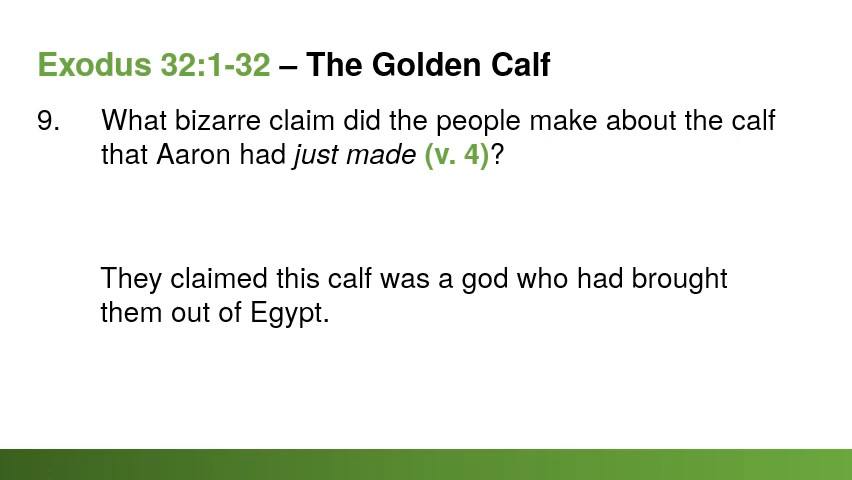 Exodus 32:1-32 – The Golden Calf
9. What bizarre claim did the people make about the calf
that Aaron had just made (v. 4)?
They claimed this calf was a god who had brought
them out of Egypt.